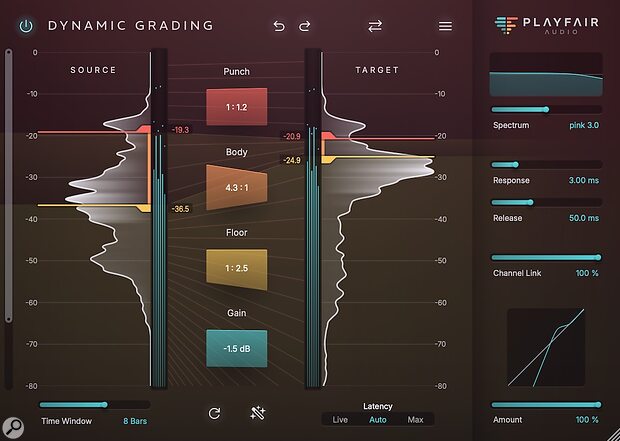 DYNAMIC GRADING
PLAYFAIR
AUDIO
SOURCE
TARGET
0
-10
-20
-30
-40
-50
-60
-70
-80
-19.3
-36.5
Punch
1 : 1.2
Body
4.3 : 1
Floor
1 : 2.5
Gain
-1.5 dB
-20.9
-24.9
0
-10
-20
-30
-40
-50
-60
-70
-80
Spectrum pink 3.0
Response 3.00 ms
Release 50.0 ms
Channel Link 100 %
Amount 100 %
Time Window 8 Bars
Latency
Live Auto Max